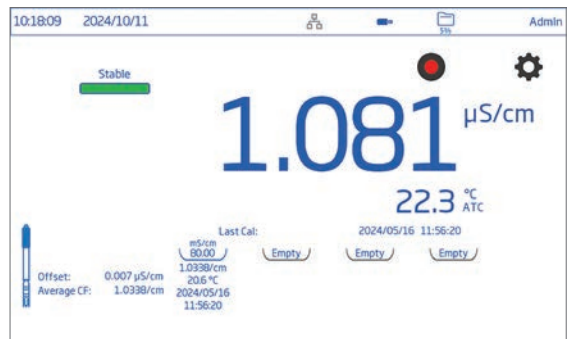 10:18:09 2024/10/11 5% Admin
Stable
1.081 µS/cm
22.3 °C
ATC
Last Cal: 2024/05/16 11:56:20
mS/cm
80.00 Empty Empty Empty
1.0338/cm
20.6 °C
Offset: 0.007 µS/cm
Average CF: 1.0338/cm
2024/05/16
11:56:20